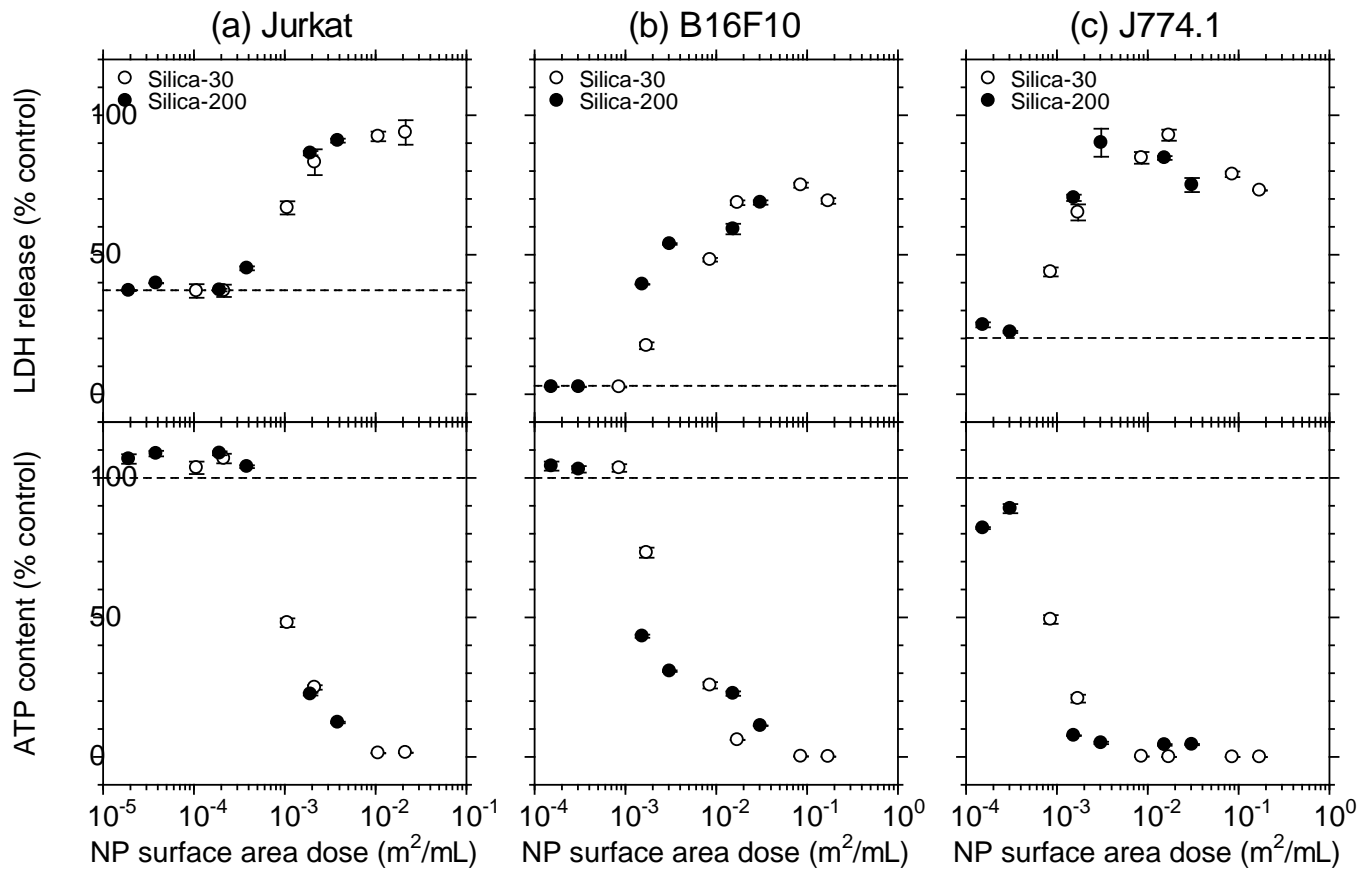 (a) Jurkat
(b) B16F10
(c) J774.1
LDH release (% control)
100
50
0
Silica-30
Silica-200
Silica-30
Silica-200
Silica-30
Silica-200
ATP content (% control)
100
50
0
10⁻⁵ 10⁻⁴ 10⁻³ 10⁻² 10⁻¹
10⁻⁴ 10⁻³ 10⁻² 10⁻¹ 10⁰
10⁻⁴ 10⁻³ 10⁻² 10⁻¹ 10⁰
NP surface area dose (m²/mL)
NP surface area dose (m²/mL)
NP surface area dose (m²/mL)